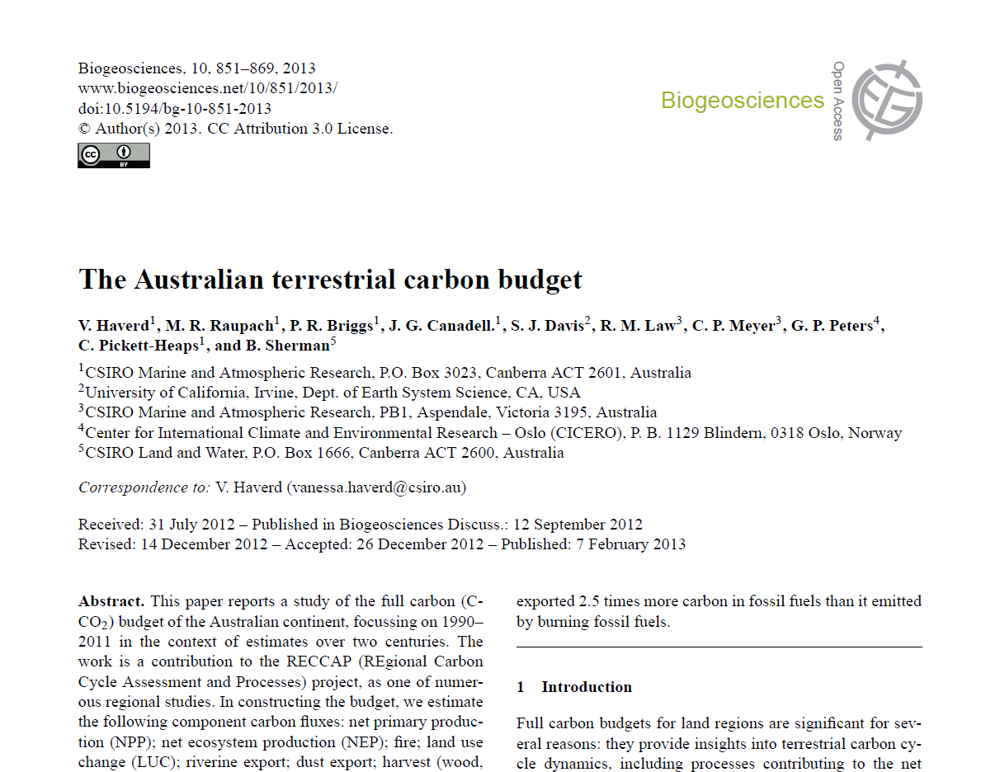 Biogeosciences, 10, 851–869, 2013
www.biogeosciences.net/10/851/2013/
doi:10.5194/bg-10-851-2013
© Author(s) 2013. CC Attribution 3.0 License.
cc BY
Biogeosciences
Open Access
EG
The Australian terrestrial carbon budget
V. Haverd1, M. R. Raupach1, P. R. Briggs1, J. G. Canadell.1, S. J. Davis2, R. M. Law3, C. P. Meyer3, G. P. Peters4,
C. Pickett-Heaps1, and B. Sherman5
1CSIRO Marine and Atmospheric Research, P.O. Box 3023, Canberra ACT 2601, Australia
2University of California, Irvine, Dept. of Earth System Science, CA, USA
3CSIRO Marine and Atmospheric Research, PB1, Aspendale, Victoria 3195, Australia
4Center for International Climate and Environmental Research – Oslo (CICERO), P. B. 1129 Blindern, 0318 Oslo, Norway
5CSIRO Land and Water, P.O. Box 1666, Canberra ACT 2600, Australia
Correspondence to: V. Haverd (vanessa.haverd@csiro.au)
Received: 31 July 2012 – Published in Biogeosciences Discuss.: 12 September 2012
Revised: 14 December 2012 – Accepted: 26 December 2012 – Published: 7 February 2013
Abstract. This paper reports a study of the full carbon (C-
CO2) budget of the Australian continent, focussing on 1990–
2011 in the context of estimates over two centuries. The
work is a contribution to the RECCAP (REgional Carbon
Cycle Assessment and Processes) project, as one of numer-
ous regional studies. In constructing the budget, we estimate
the following component carbon fluxes: net primary produc-
tion (NPP); net ecosystem production (NEP); fire; land use
change (LUC); riverine export; dust export; harvest (wood,
exported 2.5 times more carbon in fossil fuels than it emitted
by burning fossil fuels.
1 Introduction
Full carbon budgets for land regions are significant for sev-
eral reasons: they provide insights into terrestrial carbon cy-
cle dynamics, including processes contributing to the net